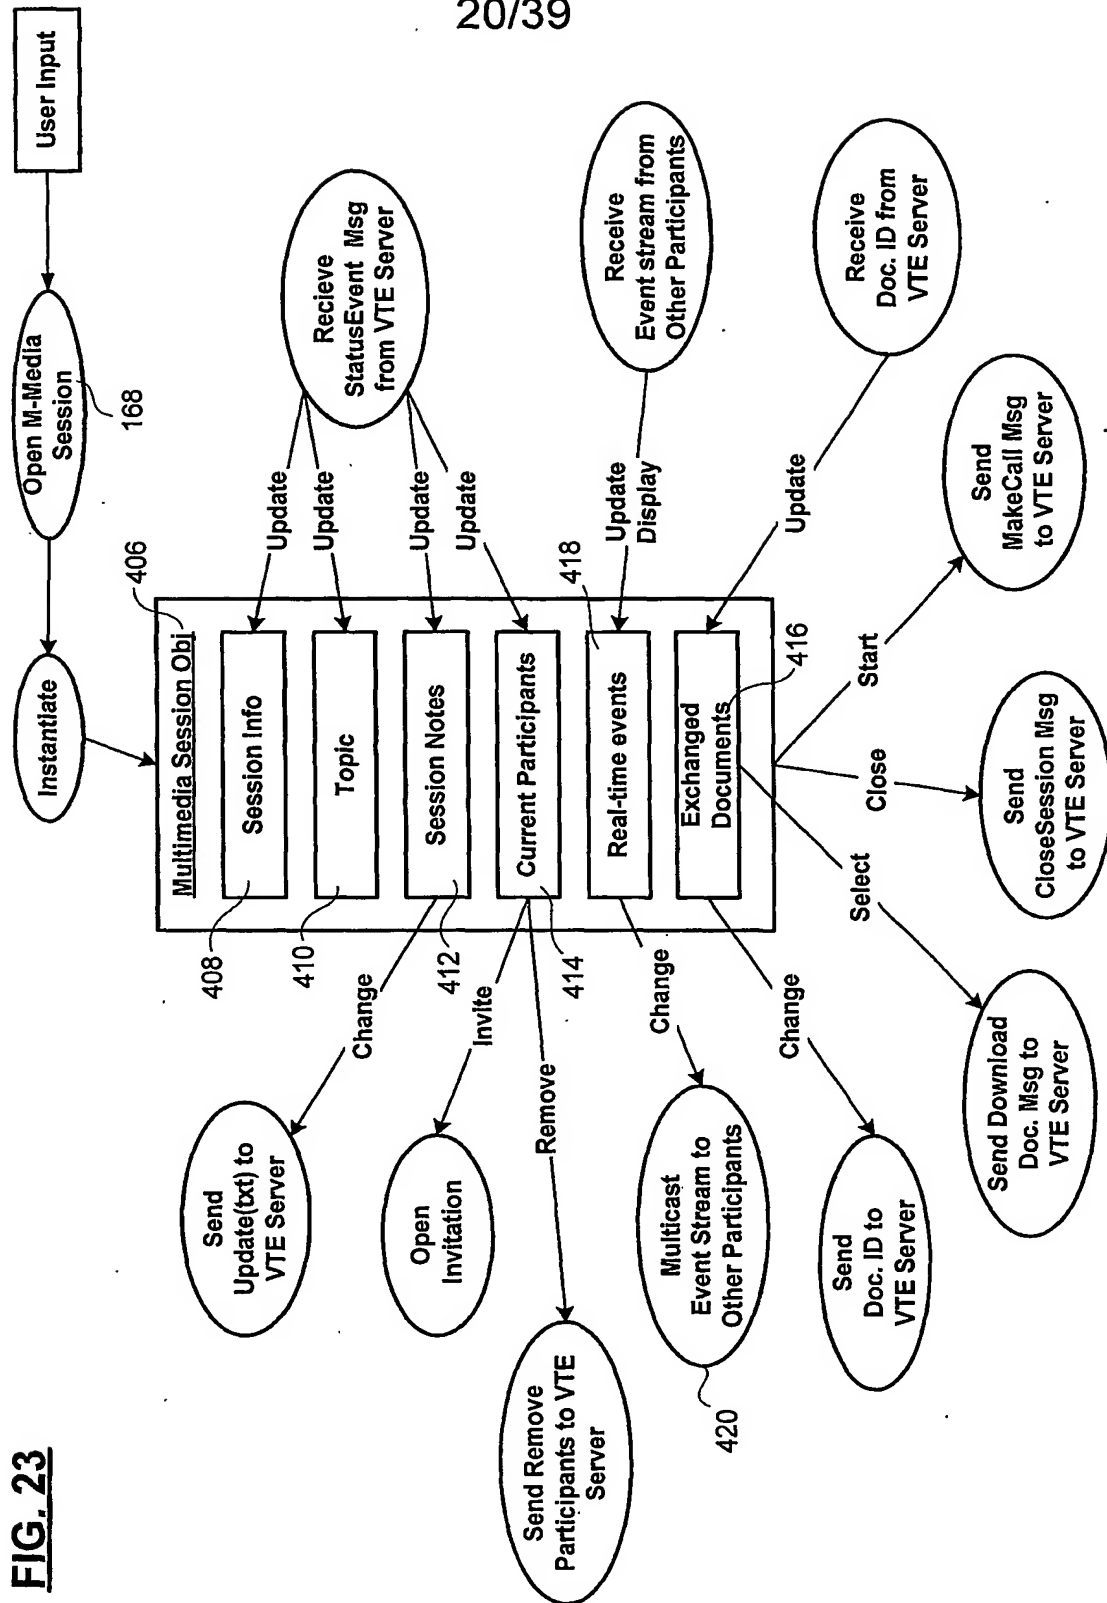 20/39
FIG. 23
User Input
Open M-Media
Session
168
Instantiate
Multimedia Session Obj
406
Session Info
408
Topic
410
Session Notes
412
Current Participants
414
Real-time events
418
Exchanged
Documents
416
Recieve
StatusEvent Msg
from VTE Server
Update
Update
Update
Update
Receive
Event stream from
Other Participants
Update
Display
Receive
Doc. ID from
VTE Server
Update
Change
Send
Update(txt) to
VTE Server
Invite
Open
Invitation
Remove
Send Remove
Participants to VTE
Server
Change
Multicast
Event Stream to
Other Participants
420
Change
Send
Doc. ID to
VTE Server
Select
Send Download
Doc. Msg to
VTE Server
Close
Send
CloseSession Msg
to VTE Server
Start
Send
MakeCall Msg
to VTE Server